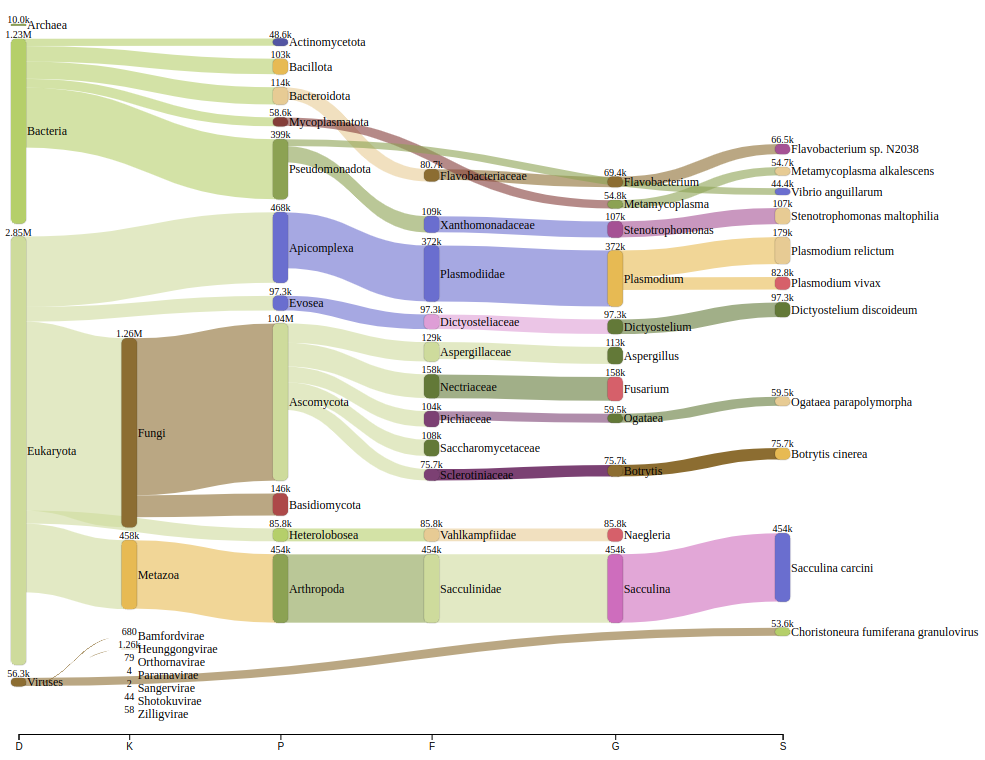 10.0k
Archaea
1.23M
Bacteria
2.85M
Eukaryota
56.3k
Viruses
1.26M
Fungi
458k
Metazoa
680
Bamfordvirae
1.26k
Heunggongvirae
79
Orthornavirae
4
Pararnavirae
2
Sangervirae
44
Shotokuvirae
58
Zilligvirae
48.6k
Actinomycetota
103k
Bacillota
114k
Bacteroidota
58.6k
Mycoplasmatota
399k
Pseudomonadota
468k
Apicomplexa
97.3k
Evosea
1.04M
Ascomycota
146k
Basidiomycota
85.8k
Heterolobosea
454k
Arthropoda
80.7k
Flavobacteriaceae
109k
Xanthomonadaceae
372k
Plasmodiidae
97.3k
Dictyosteliaceae
129k
Aspergillaceae
158k
Nectriaceae
104k
Pichiaceae
108k
Saccharomycetaceae
75.7k
Sclerotiniaceae
85.8k
Vahlkampfiidae
454k
Sacculinidae
69.4k
Flavobacterium
54.8k
Metamycoplasma
107k
Stenotrophomonas
372k
Plasmodium
97.3k
Dictyostelium
113k
Aspergillus
158k
Fusarium
59.5k
Ogataea
75.7k
Botrytis
85.8k
Naegleria
454k
Sacculina
66.5k
Flavobacterium sp. N2038
54.7k
Metamycoplasma alkalescens
44.4k
Vibrio anguillarum
107k
Stenotrophomonas maltophilia
179k
Plasmodium relictum
82.8k
Plasmodium vivax
97.3k
Dictyostelium discoideum
59.5k
Ogataea parapolymorpha
75.7k
Botrytis cinerea
454k
Sacculina carcini
53.6k
Choristoneura fumiferana granulovirus
D K P F G S